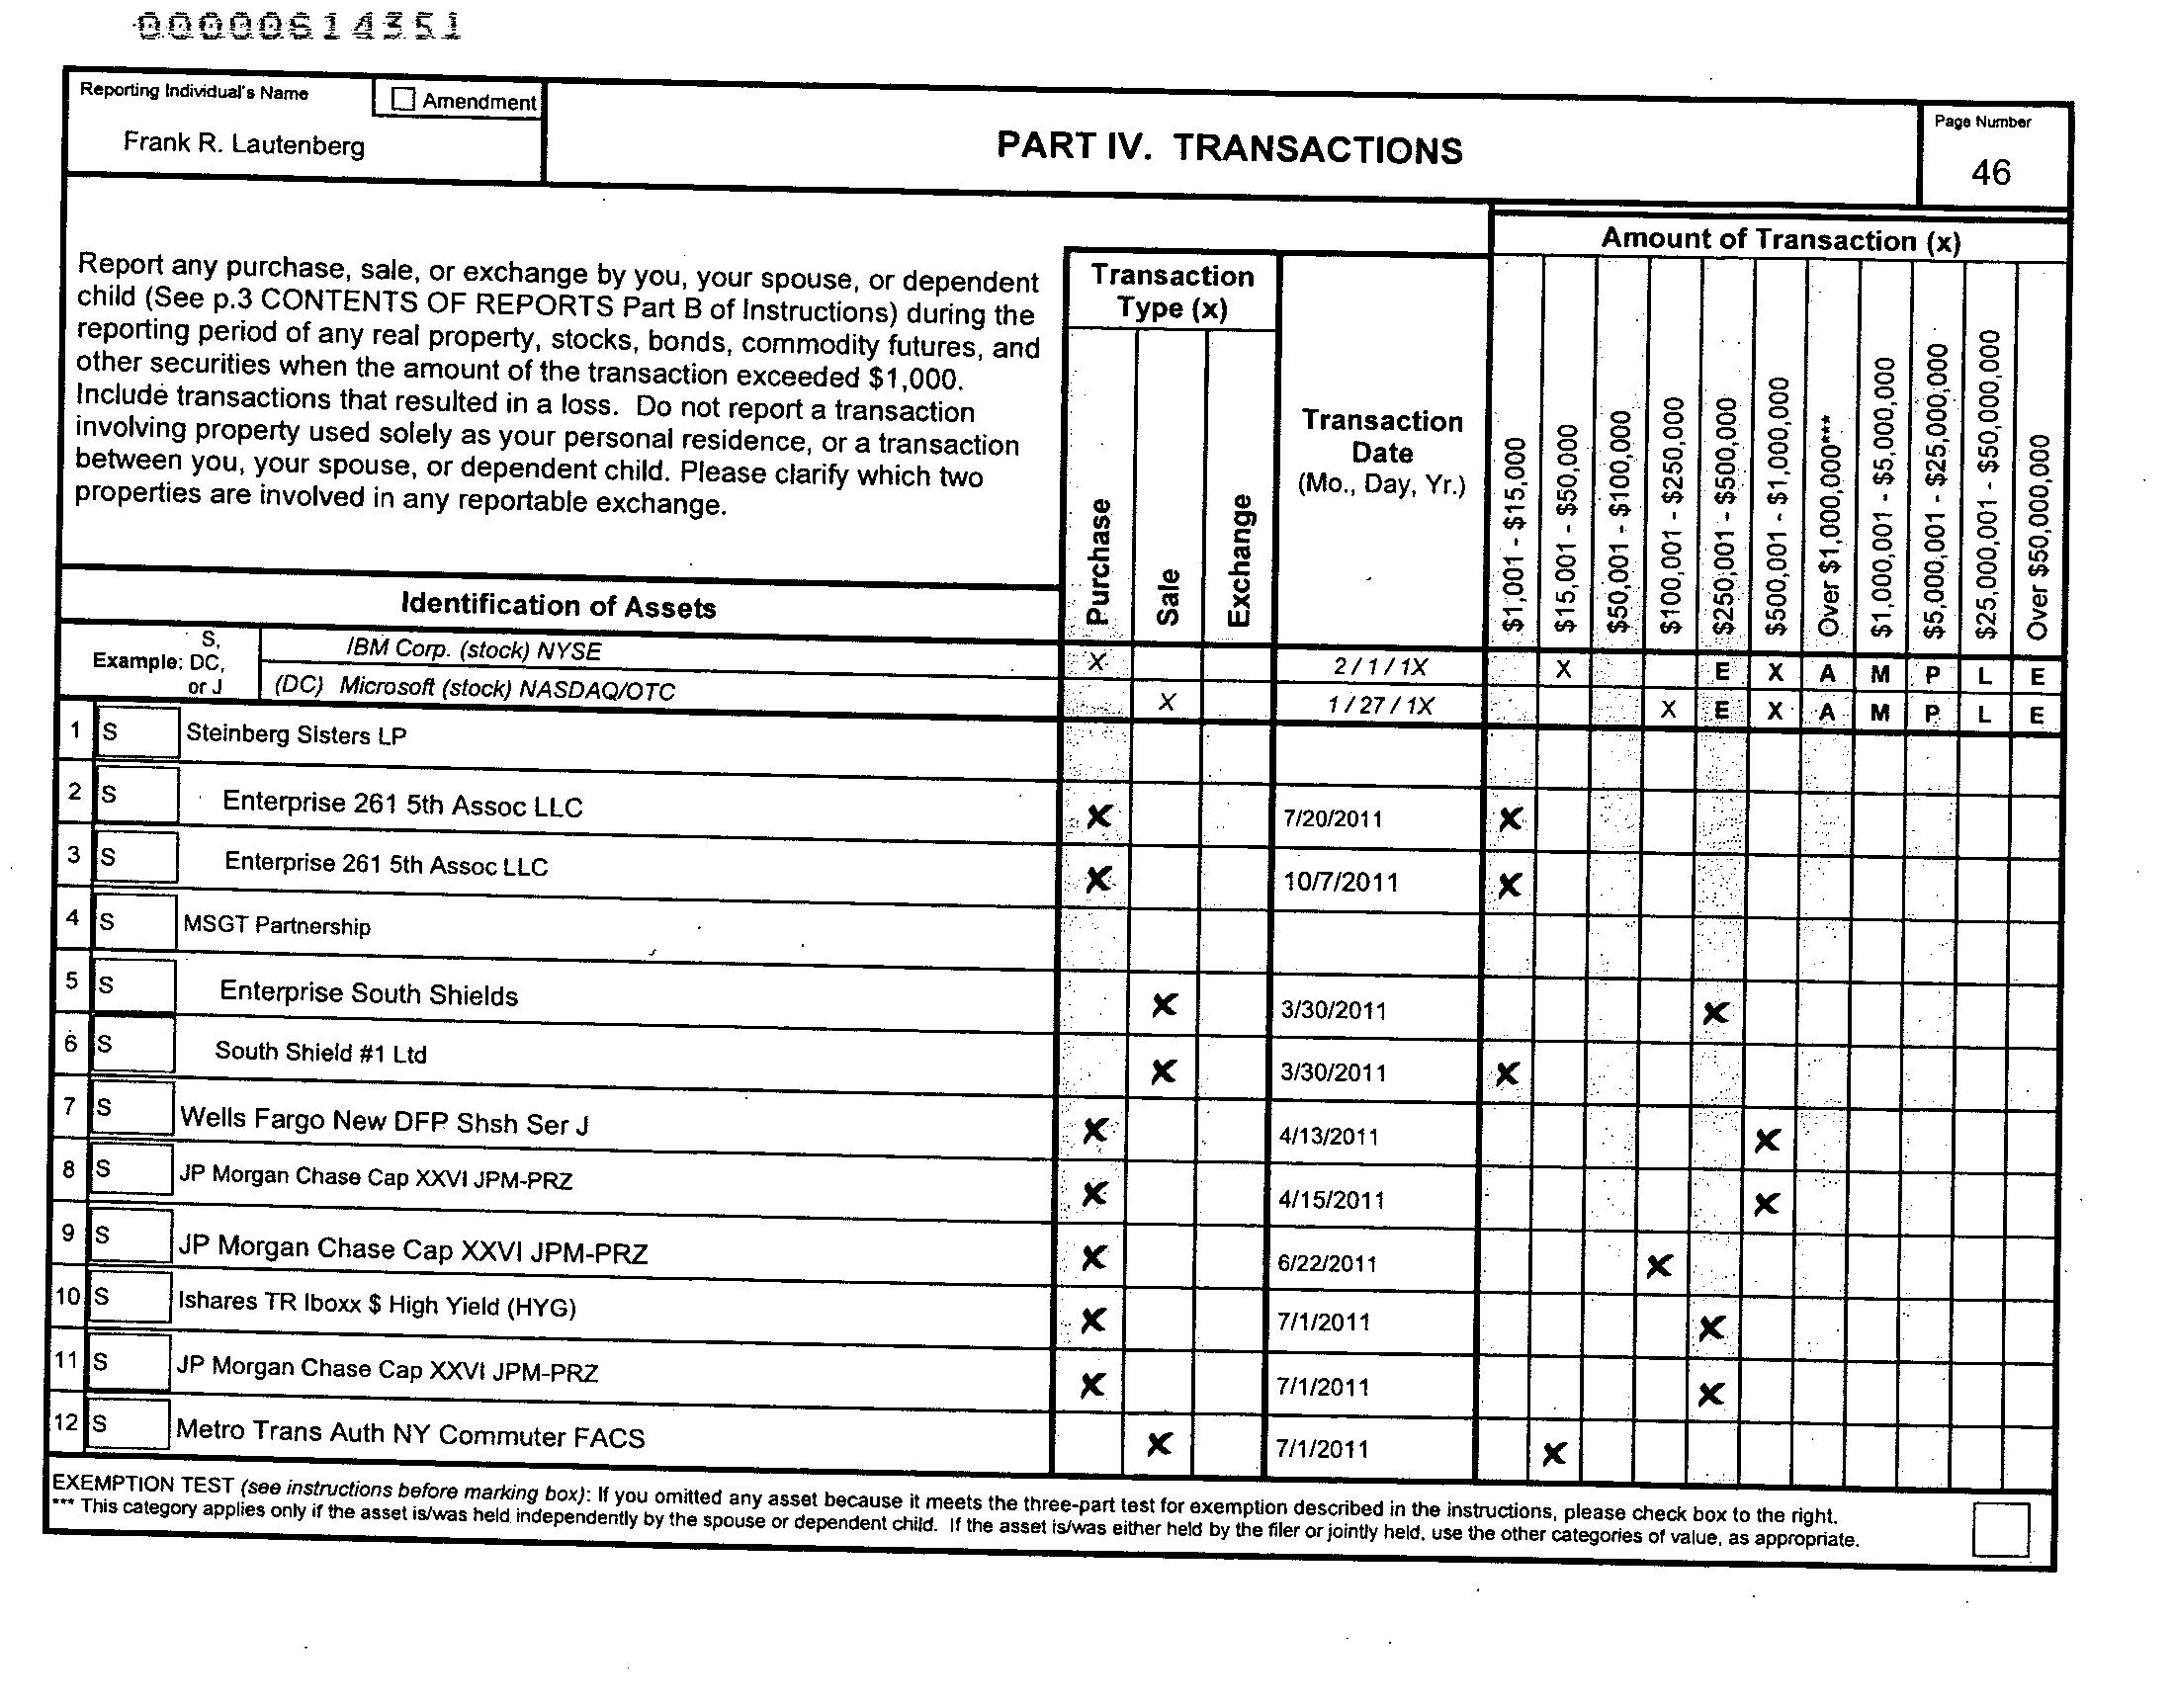 00000614351
Reporting Individual's Name
Amendment
Frank R. Lautenberg
PART IV. TRANSACTIONS
Page Number
46
Report any purchase, sale, or exchange by you, your spouse, or dependent
child (See p.3 CONTENTS OF REPORTS Part B of Instructions) during the
reporting period of any real property, stocks, bonds, commodity futures, and
other securities when the amount of the transaction exceeded $1,000.
Include transactions that resulted in a loss. Do not report a transaction
involving property used solely as your personal residence, or a transaction
between you, your spouse, or dependent child. Please clarify which two
properties are involved in any reportable exchange.
Identification of Assets
Transaction
Type (x)
Purchase
Sale
Exchange
Transaction
Date
(Mo., Day, Yr.)
Amount of Transaction (x)
$1,001 - $15,000
$15,001 - $50,000
$50,001 - $100,000
$100,001 - $250,000
$250,001 - $500,000
$500,001 - $1,000,000
Over $1,000,000***
$1,000,001 - $5,000,000
$5,000,001 - $25,000,000
$25,000,001 - $50,000,000
Over $50,000,000
Example: S, DC, or J
IBM Corp. (stock) NYSE X 2 / 1 / 1X X E X A M P L E
(DC) Microsoft (stock) NASDAQ/OTC X 1 / 27 / 1X X E X A M P L E
1 S Steinberg Sisters LP
2 S Enterprise 261 5th Assoc LLC X 7/20/2011 X
3 S Enterprise 261 5th Assoc LLC X 10/7/2011 X
4 S MSGT Partnership
5 S Enterprise South Shields X 3/30/2011 X
6 S South Shield #1 Ltd X 3/30/2011 X
7 S Wells Fargo New DFP Shsh Ser J X 4/13/2011 X
8 S JP Morgan Chase Cap XXVI JPM-PRZ X 4/15/2011 X
9 S JP Morgan Chase Cap XXVI JPM-PRZ X 6/22/2011 X
10 S Ishares TR Iboxx $ High Yield (HYG) X 7/1/2011 X
11 S JP Morgan Chase Cap XXVI JPM-PRZ X 7/1/2011 X
12 S Metro Trans Auth NY Commuter FACS X 7/1/2011 X
EXEMPTION TEST (see instructions before marking box): If you omitted any asset because it meets the three-part test for exemption described in the instructions, please check box to the right.
*** This category applies only if the asset is/was held independently by the spouse or dependent child. If the asset is/was either held by the filer or jointly held, use the other categories of value, as appropriate.